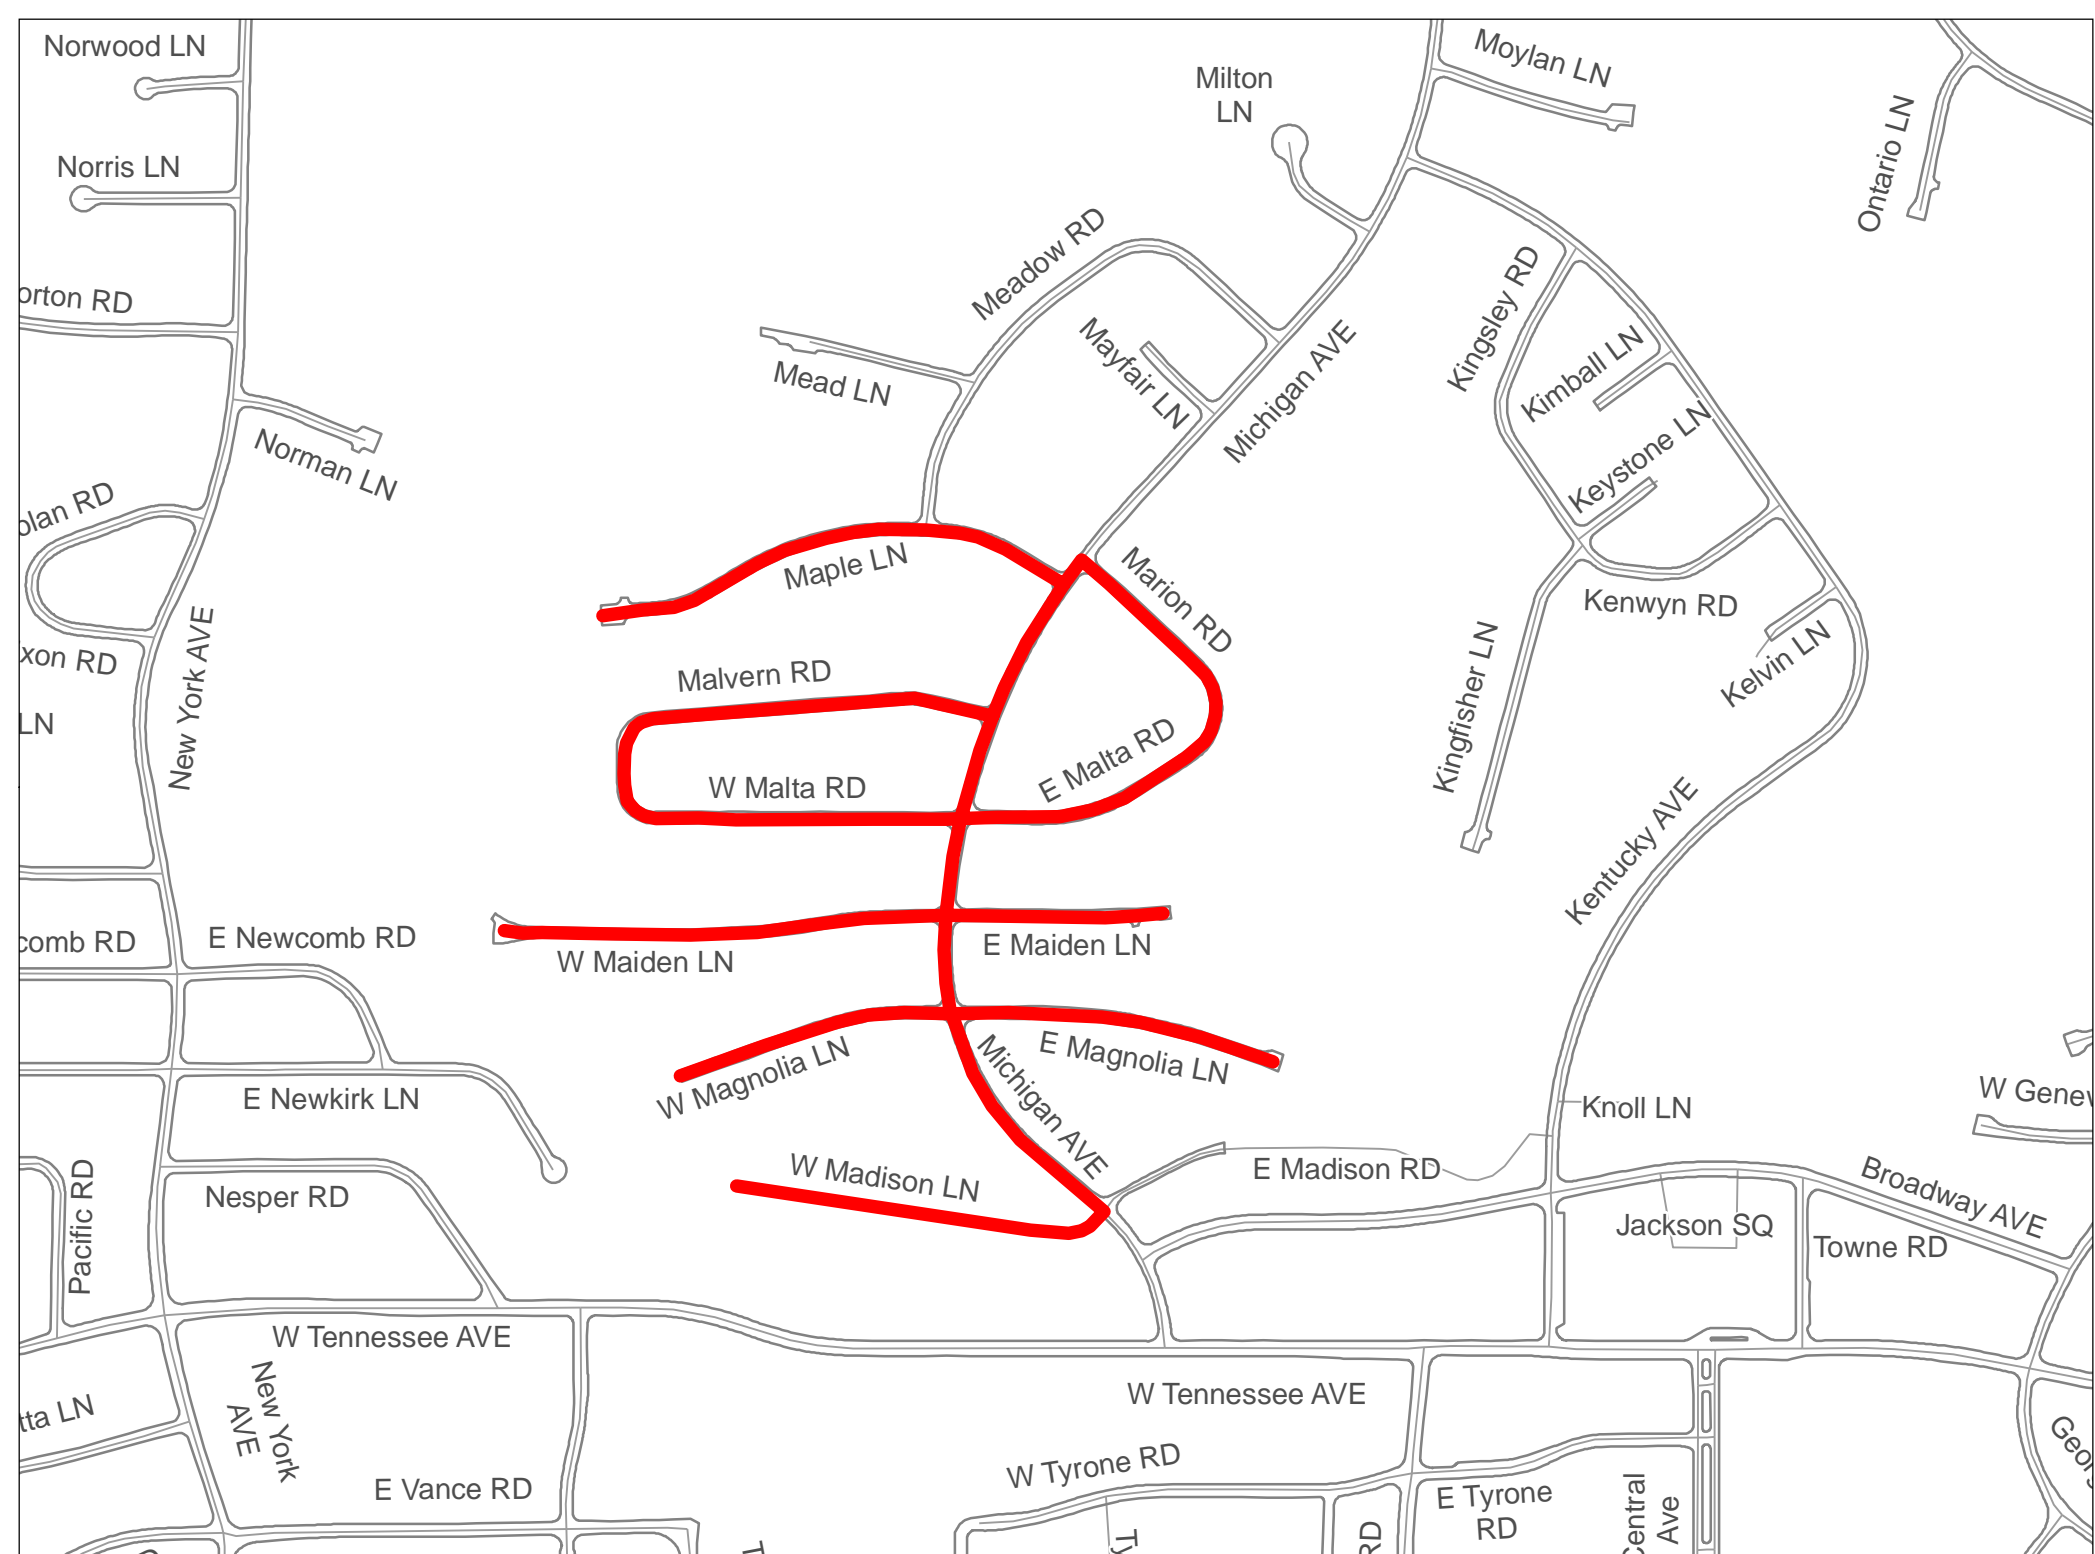 Norwood LN
Moylan LN
Milton
LN
Ontario LN
Norris LN
Meadow RD
orton RD
Kingsley RD
Mayfair LN
Michigan AVE
Kimball LN
Mead LN
Keystone LN
Norman LN
olan RD
Maple LN
Marion RD
Kenwyn RD
xon RD
New York AVE
Malvern RD
Kingfisher LN
Kelvin LN
LN
W Malta RD
E Malta RD
Kentucky AVE
comb RD
E Newcomb RD
W Maiden LN
E Maiden LN
W Magnolia LN
Michigan AVE
E Magnolia LN
E Newkirk LN
Knoll LN
W Genev
Pacific RD
Nesper RD
W Madison LN
E Madison RD
Broadway AVE
Jackson SQ
Towne RD
W Tennessee AVE
New York
AVE
W Tennessee AVE
tta LN
E Vance RD
W Tyrone RD
E Tyrone
RD
Central
Ave
Geor
RD
Ty
T